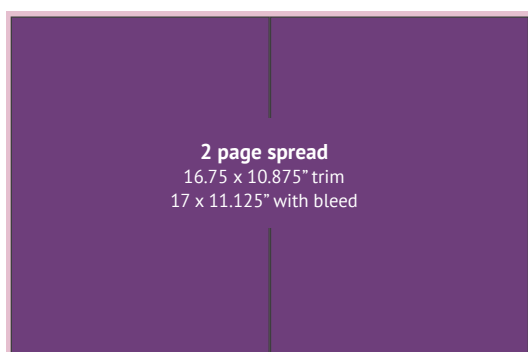 2 page spread
16.75 x 10.875” trim
17 x 11.125” with bleed